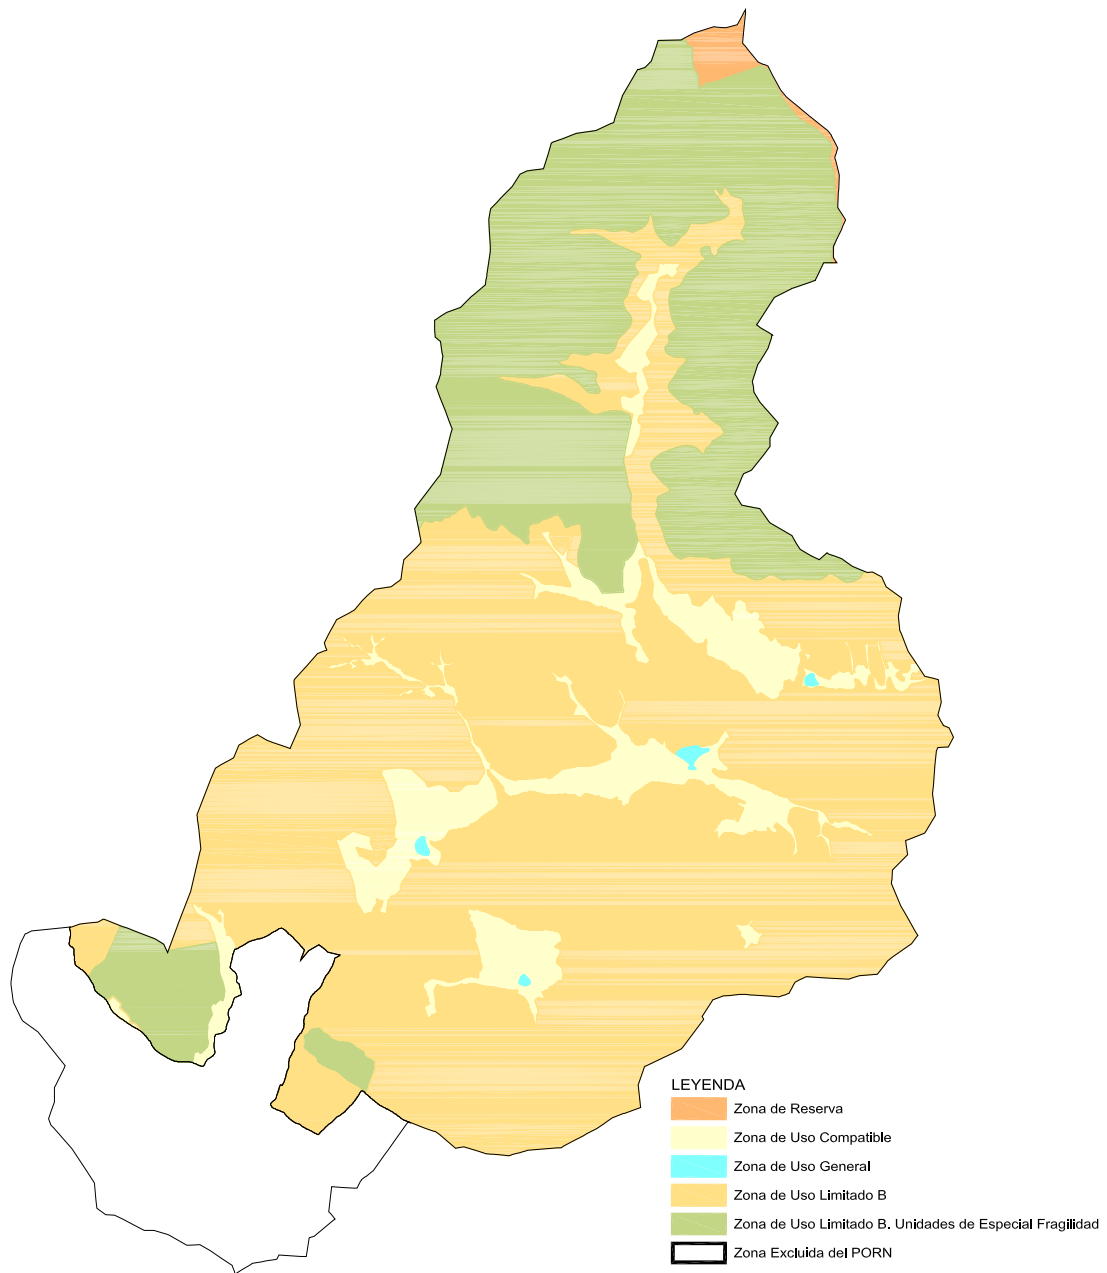 LEYENDA
Zona de Reserva
Zona de Uso Compatible
Zona de Uso General
Zona de Uso Limitado B
Zona de Uso Limitado B. Unidades de Especial Fragilidad
Zona Excluida del PORN